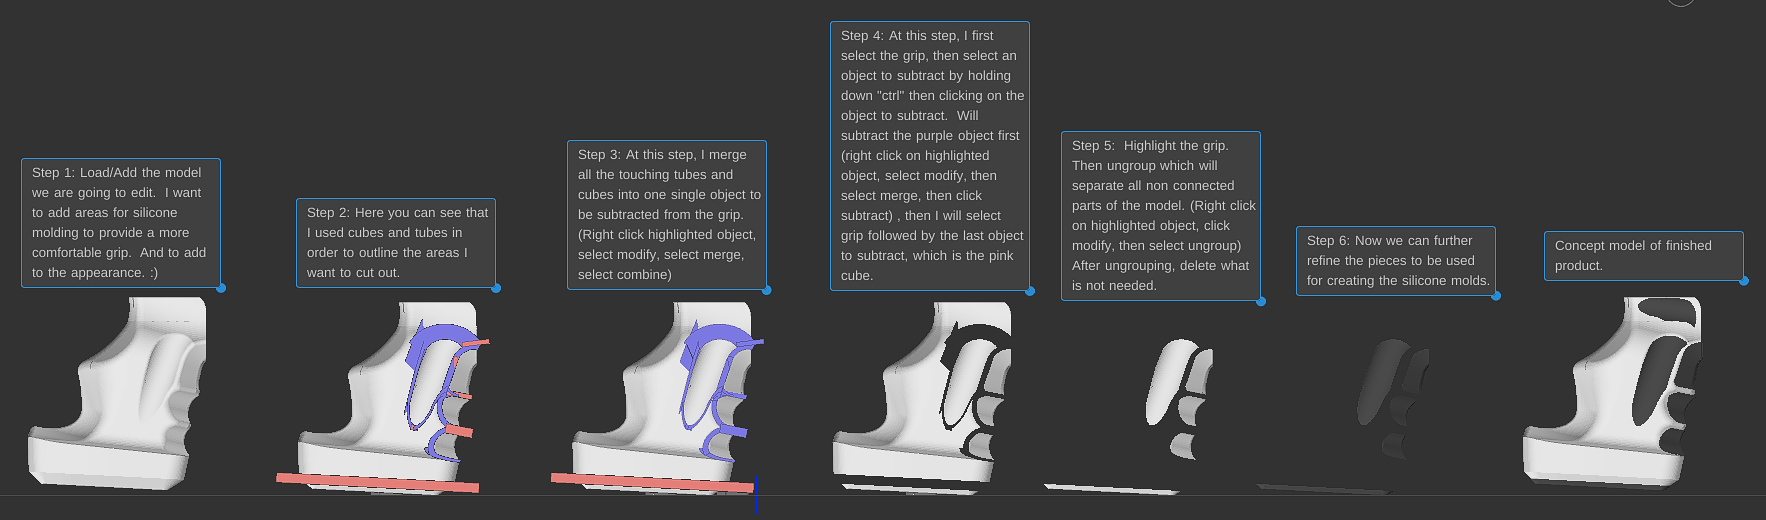 Step 1: Load/Add the model
we are going to edit.  I want
to add areas for silicone
molding to provide a more
comfortable grip.  And to add
to the appearance. :)
Step 2: Here you can see that
I used cubes and tubes in
order to outline the areas I
want to cut out.
Step 3: At this step, I merge
all the touching tubes and
cubes into one single object to
be subtracted from the grip.
(Right click highlighted object,
select modify, select merge,
select combine)
Step 4: At this step, I first
select the grip, then select an
object to subtract by holding
down "ctrl" then clicking on the
object to subtract.  Will
subtract the purple object first
(right click on highlighted
object, select modify, then
select merge, then click
subtract) , then I will select
grip followed by the last object
to subtract, which is the pink
cube.
Step 5:  Highlight the grip.
Then ungroup which will
separate all non connected
parts of the model. (Right click
on highlighted object, click
modify, then select ungroup)
After ungrouping, delete what
is not needed.
Step 6: Now we can further
refine the pieces to be used
for creating the silicone molds.
Concept model of finished
product.